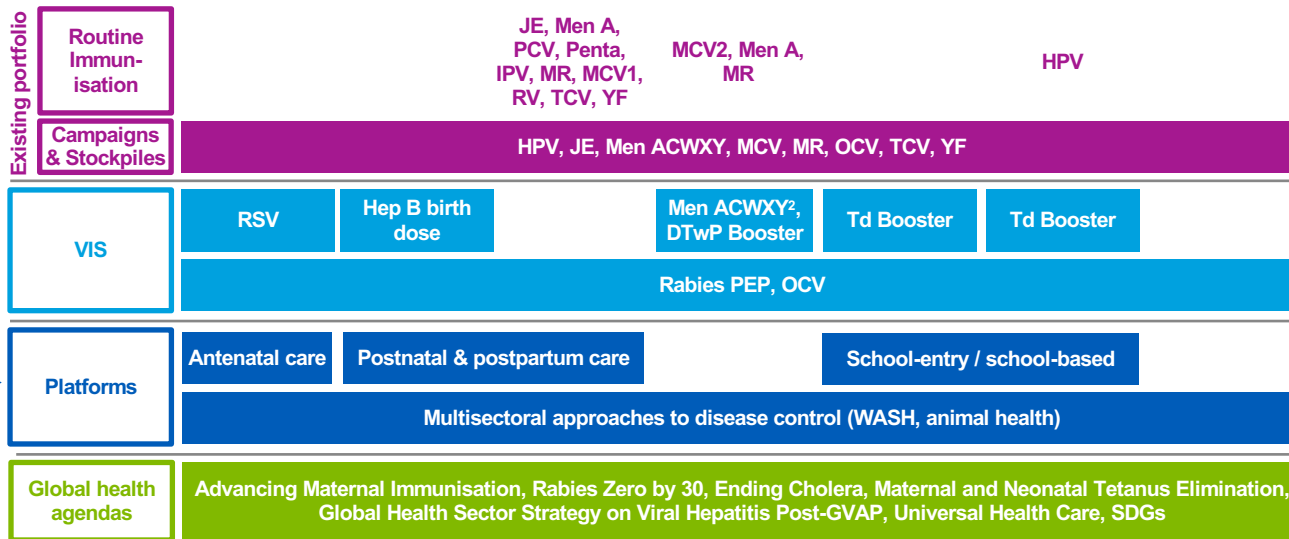 Existing portfolio
Routine
Immun-
isation
JE, Men A,
PCV, Penta,
IPV, MR, MCV1,
RV, TCV, YF
MCV2, Men A,
MR
HPV
Campaigns
& Stockpiles
HPV, JE, Men ACWXY, MCV, MR, OCV, TCV, YF
VIS
RSV
Hep B birth
dose
Men ACWXY²,
DTwP Booster
Td Booster
Td Booster
Rabies PEP, OCV
Platforms
Antenatal care
Postnatal & postpartum care
School-entry / school-based
Multisectoral approaches to disease control (WASH, animal health)
Global health
agendas
Advancing Maternal Immunisation, Rabies Zero by 30, Ending Cholera, Maternal and Neonatal Tetanus Elimination,
Global Health Sector Strategy on Viral Hepatitis Post-GVAP, Universal Health Care, SDGs